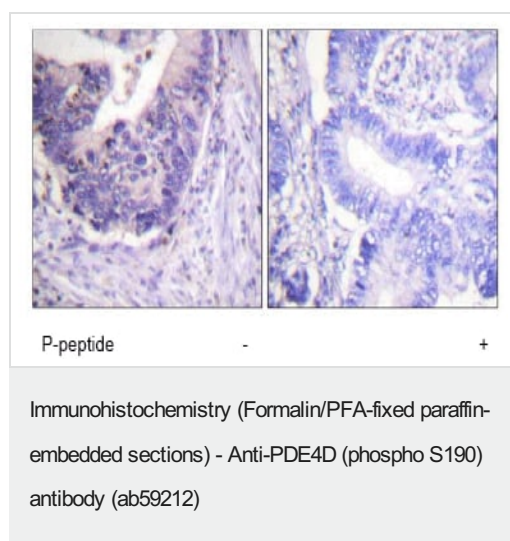 P-peptide - +
Immunohistochemistry (Formalin/PFA-fixed paraffin-
embedded sections) - Anti-PDE4D (phospho S190)
antibody (ab59212)